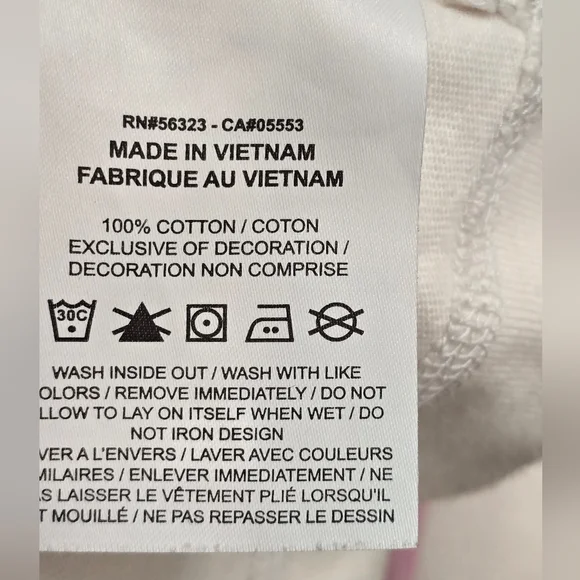 RN#56323 - CA#05553
MADE IN VIETNAM
FABRIQUE AU VIETNAM
100% COTTON / COTON
EXCLUSIVE OF DECORATION /
DECORATION NON COMPRISE
30C
WASH INSIDE OUT / WASH WITH LIKE
OLORS / REMOVE IMMEDIATELY / DO NOT
LLOW TO LAY ON ITSELF WHEN WET / DO
NOT IRON DESIGN
VER A L'ENVERS / LAVER AVEC COULEURS
MILAIRES / ENLEVER IMMEDIATEMENT / NE
S LAISSER LE VÊTEMENT PLIÉ LORSQU'IL
T MOUILLÉ / NE PAS REPASSER LE DESSIN